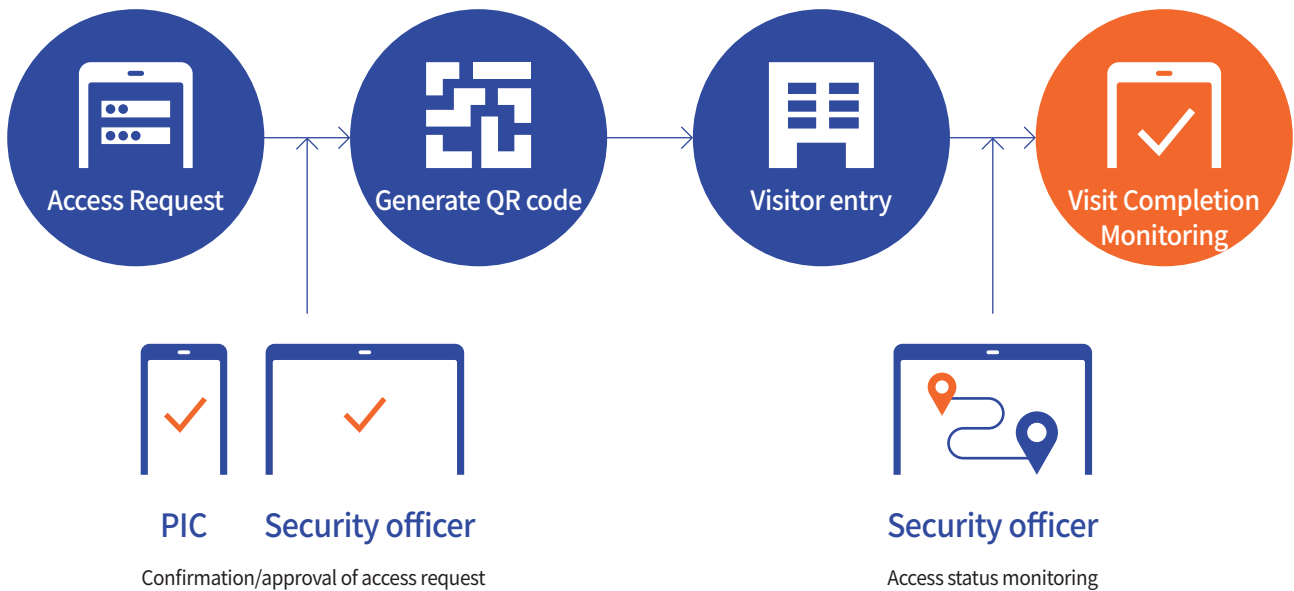 Access Request
Generate QR code
Visitor entry
Visit Completion
Monitoring
PIC
Security officer
Confirmation/approval of access request
Security officer
Access status monitoring